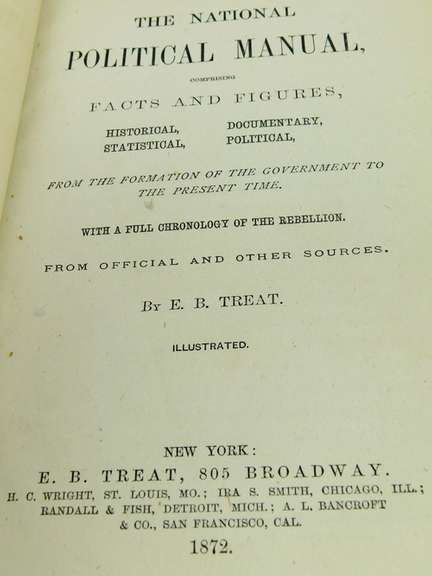 THE NATIONAL
POLITICAL MANUAL,
COMPRISING
FACTS AND FIGURES,
HISTORICAL, DOCUMENTARY,
STATISTICAL, POLITICAL,
FROM THE FORMATION OF THE GOVERNMENT TO
THE PRESENT TIME.
WITH A FULL CHRONOLOGY OF THE REBELLION.
FROM OFFICIAL AND OTHER SOURCES.
BY E. B. TREAT.
ILLUSTRATED.
NEW YORK:
E. B. TREAT, 805 BROADWAY.
H. C. WRIGHT, ST. LOUIS, MO.; IRA S. SMITH, CHICAGO, ILL.;
RANDALL & FISH, DETROIT, MICH.; A. L. BANCROFT
& CO., SAN FRANCISCO, CAL.
1872.